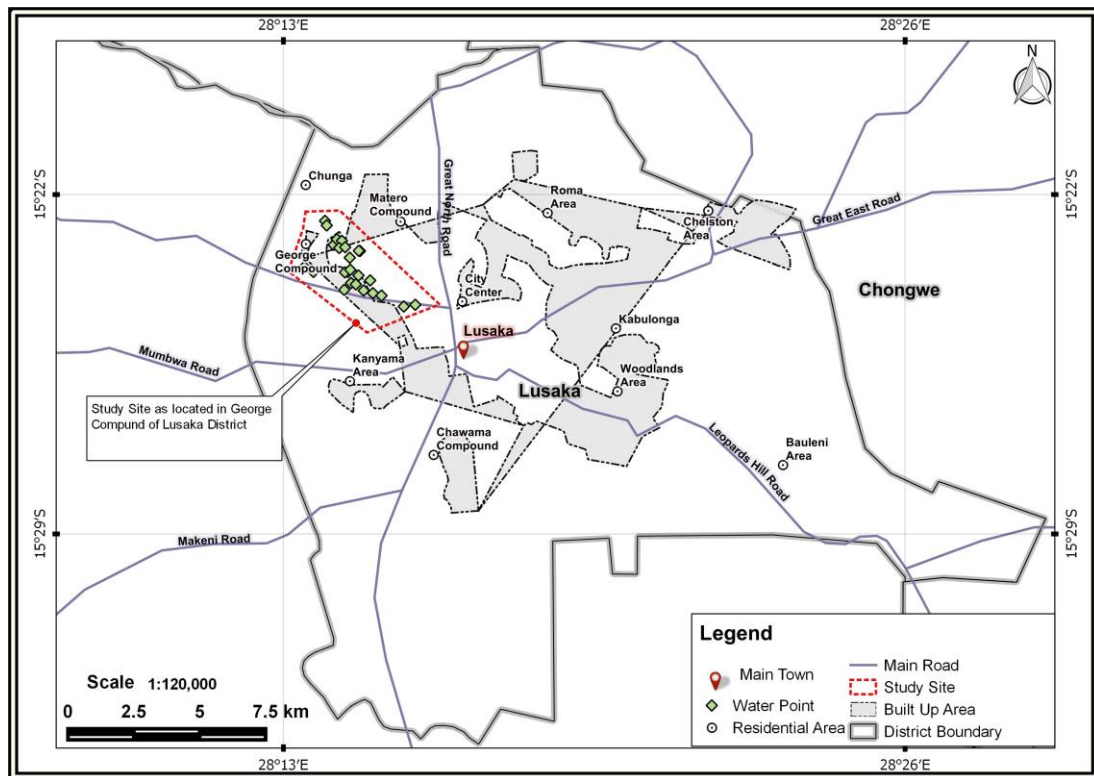 28°13'E
28°26'E
N
15°22'S
15°22'S
Chunga
Matero
Compound
Great North Road
Roma
Area
Chelston
Area
Great East Road
George
Compound
City
Center
Chongwe
Lusaka
Kabulonga
Mumbwa Road
Kanyama
Area
Lusaka
Woodlands
Area
Study Site as located in George
Compund of Lusaka District
Chawama
Compound
Leopards Hill Road
Bauleni
Area
15°29'S
15°29'S
Makeni Road
Legend
Main Town
Water Point
Residential Area
Main Road
Study Site
Built Up Area
District Boundary
Scale 1:120,000
0 2.5 5 7.5 km
28°13'E
28°26'E